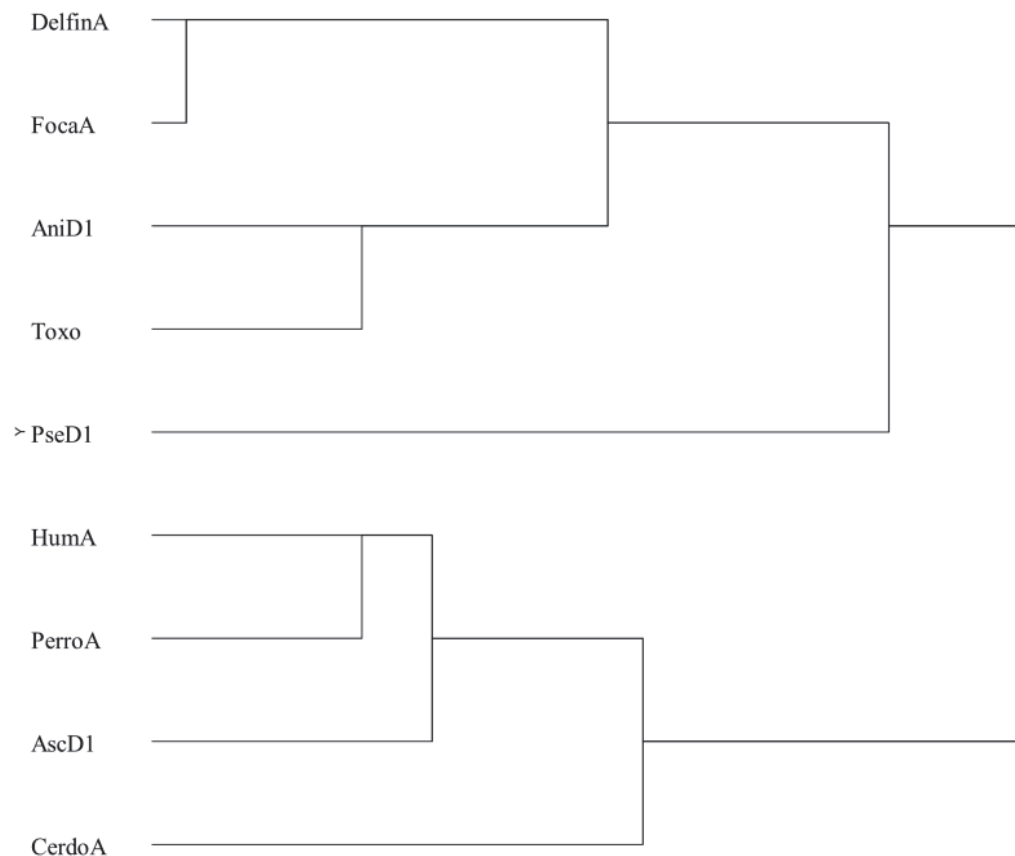 DelfinA
FocaA
AniD1
Toxo
PseD1
HumA
PerroA
AscD1
CerdoA